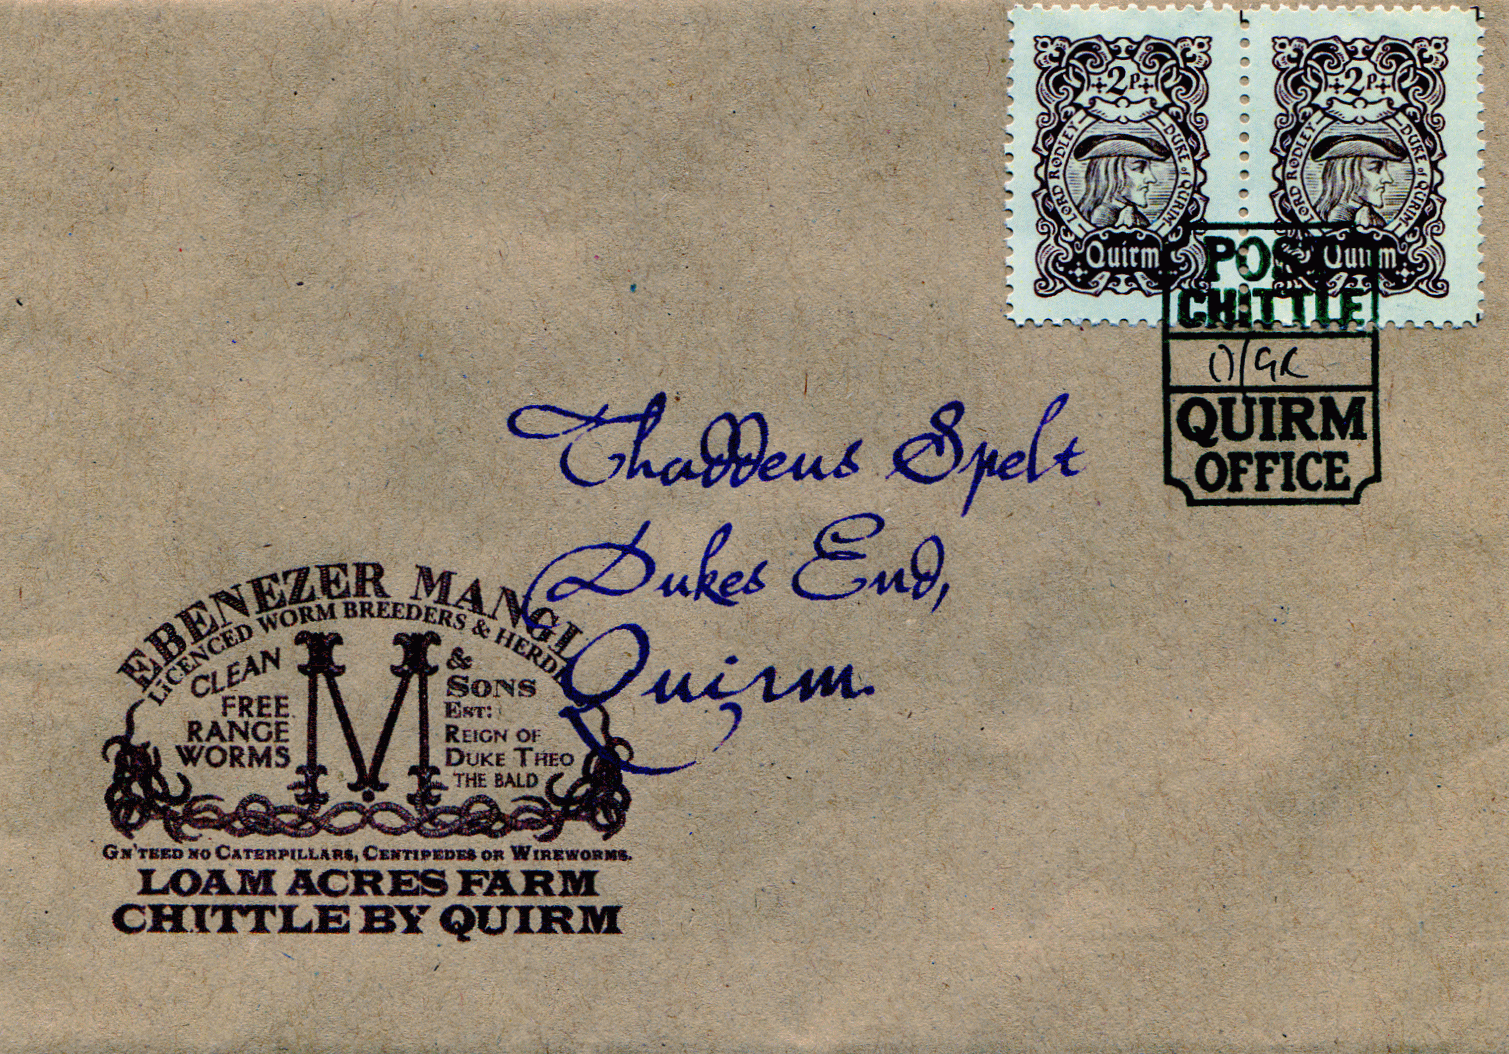 2P
LORD RODLEY DUKE of QUIRM
Quirm
2P
LORD RODLEY DUKE of QUIRM
Quirm
POST
CHITTLE
QUIRM
OFFICE
Thaddeus Spelt
Dukes End,
Quirm.
EBENEZER MANGL
LICENCED WORM BREEDERS & HERD
CLEAN
FREE
RANGE
WORMS
M
&
SONS
EST:
REIGN OF
DUKE THEO
THE BALD
GN'TEED NO CATERPILLARS, CENTIPEDES OR WIREWORMS.
LOAM ACRES FARM
CHITTLE BY QUIRM